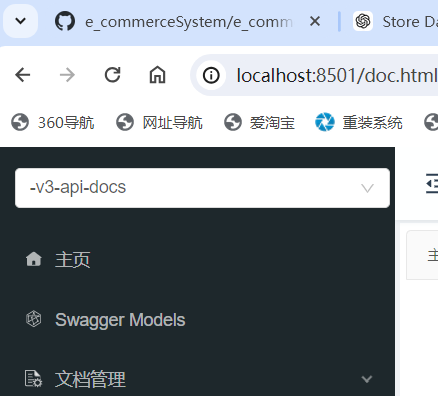 e_commerceSystem/e_comm
Store Da
localhost:8501/doc.html
360导航 网址导航 爱淘宝 重装系统
-v3-api-docs
主页
主
Swagger Models
文档管理